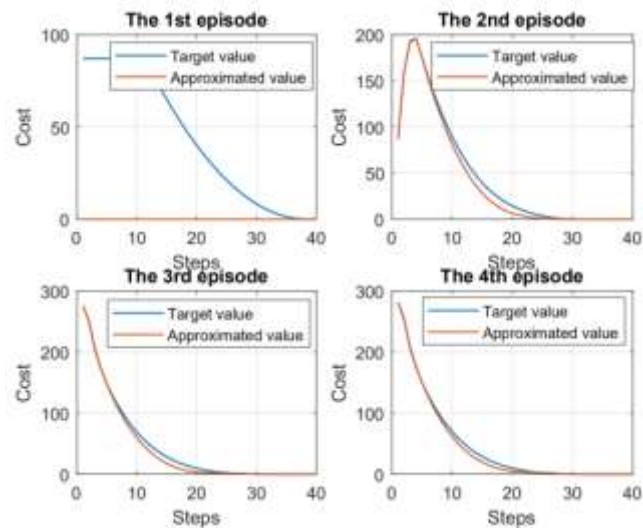 The 1st episode
Target value
Approximated value
Cost
100
50
0
0 10 20 30 40
Steps
The 2nd episode
Target value
Approximated value
Cost
200
150
100
50
0
0 10 20 30 40
Steps
The 3rd episode
Target value
Approximated value
Cost
300
200
100
0
0 10 20 30 40
Steps
The 4th episode
Target value
Approximated value
Cost
300
200
100
0
0 10 20 30 40
Steps